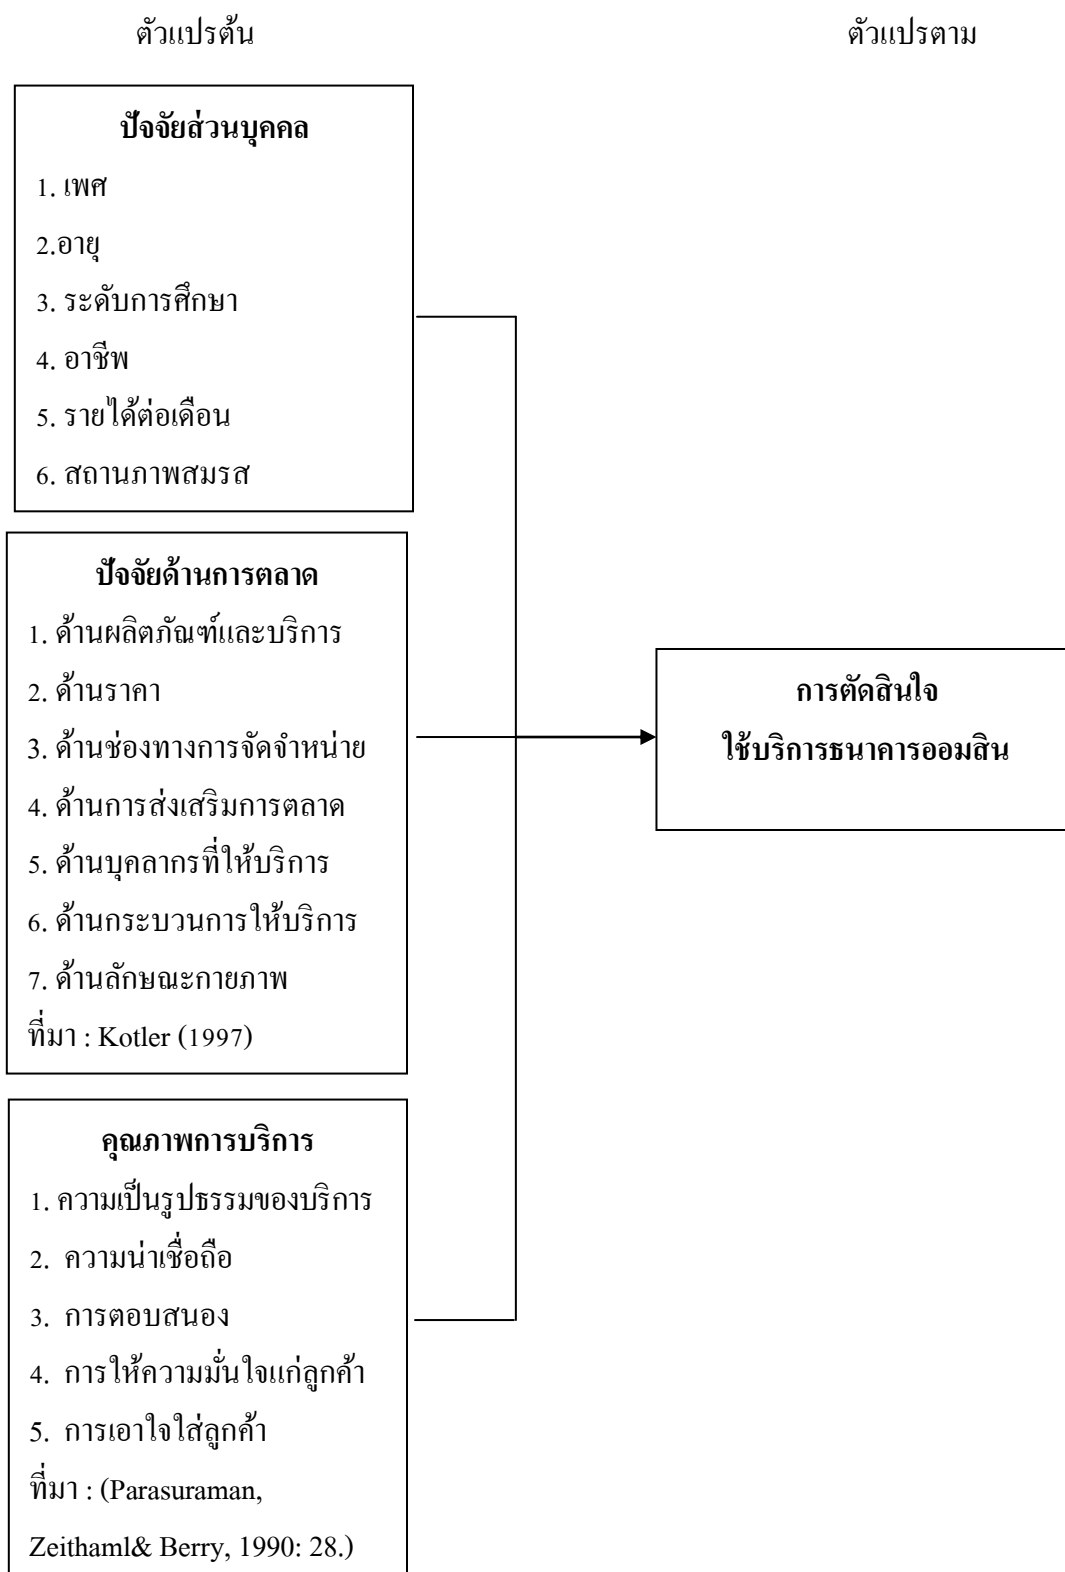 ตัวแปรต้น
ตัวแปรตาม
ปัจจัยส่วนบุคคล
1. เพศ
2.อายุ
3. ระดับการศึกษา
4. อาชีพ
5. รายได้ต่อเดือน
6. สถานภาพสมรส
ปัจจัยด้านการตลาด
1. ด้านผลิตภัณฑ์และบริการ
2. ด้านราคา
3. ด้านช่องทางการจัดจำหน่าย
4. ด้านการส่งเสริมการตลาด
5. ด้านบุคลากรที่ให้บริการ
6. ด้านกระบวนการให้บริการ
7. ด้านลักษณะกายภาพ
ที่มา : Kotler (1997)
การตัดสินใจ
ใช้บริการธนาคารออมสิน
คุณภาพการบริการ
1. ความเป็นรูปธรรมของบริการ
2. ความน่าเชื่อถือ
3. การตอบสนอง
4. การให้ความมั่นใจแก่ลูกค้า
5. การเอาใจใส่ลูกค้า
ที่มา : (Parasuraman,
Zeithaml& Berry, 1990: 28.)